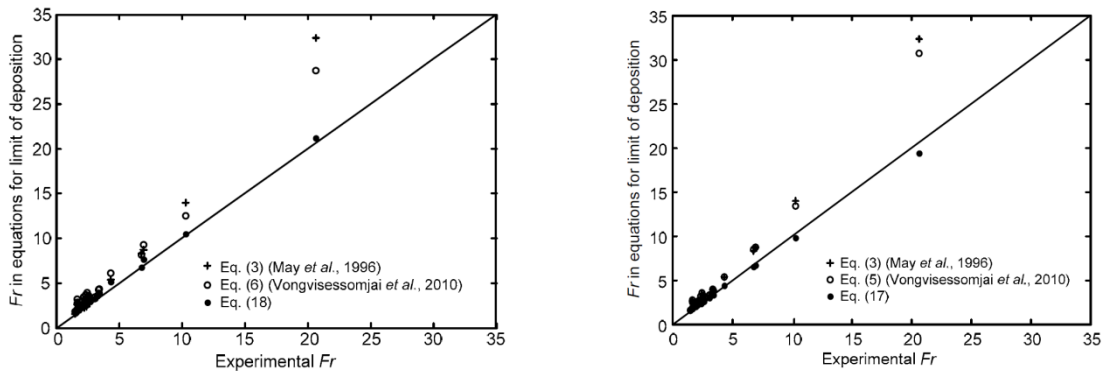 Fr in equations for limit of deposition
35
30
25
20
15
10
5
0
+ Eq. (3) (May et al., 1996)
o Eq. (6) (Vongvisessomjai et al., 2010)
• Eq. (18)
0 5 10 15 20 25 30 35
Experimental Fr
Fr in equations for limit of deposition
35
30
25
20
15
10
5
0
+ Eq. (3) (May et al., 1996)
o Eq. (5) (Vongvisessomjai et al., 2010)
• Eq. (17)
0 5 10 15 20 25 30 35
Experimental Fr